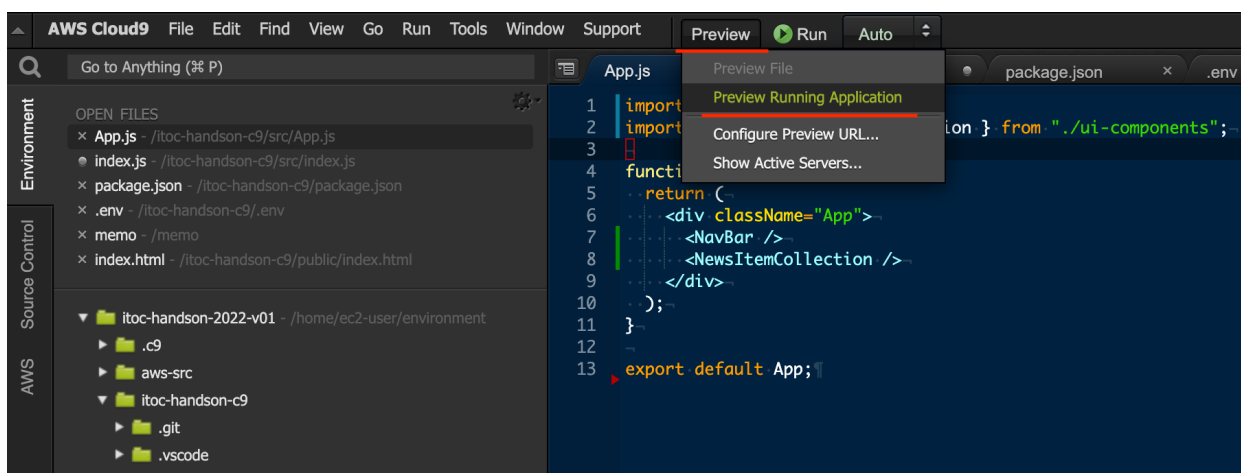 AWS Cloud9 File Edit Find View Go Run Tools Window Support Preview Run Auto
Go to Anything (⌘ P)
App.js
package.json × .env
Preview File
Preview Running Application
Configure Preview URL...
Show Active Servers...
Environment
Source Control
AWS
OPEN FILES
× App.js - /itoc-handson-c9/src/App.js
index.js - /itoc-handson-c9/src/index.js
× package.json - /itoc-handson-c9/package.json
× .env - /itoc-handson-c9/.env
× memo - /memo
× index.html - /itoc-handson-c9/public/index.html
itoc-handson-2022-v01 - /home/ec2-user/environment
.c9
aws-src
itoc-handson-c9
.git
.vscode
1 import
2 import ion } from "./ui-components";
3
4 functi
5 return (
6 <div className="App">
7 <NavBar />
8 <NewsItemCollection />
9 </div>
10 );
11 }
12
13 export default App;